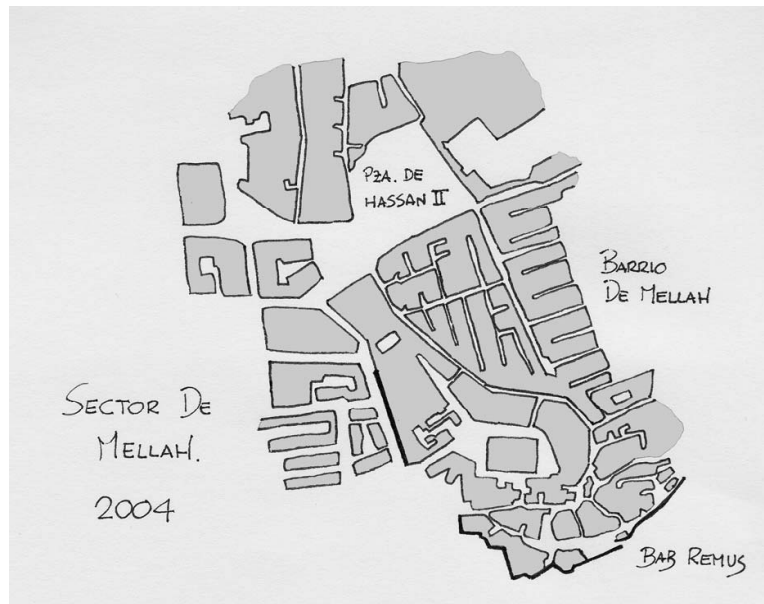 PZA. DE
HASSAN II
BARRIO
DE MELLAH
SECTOR DE
MELLAH.
2004
BAB REMUS